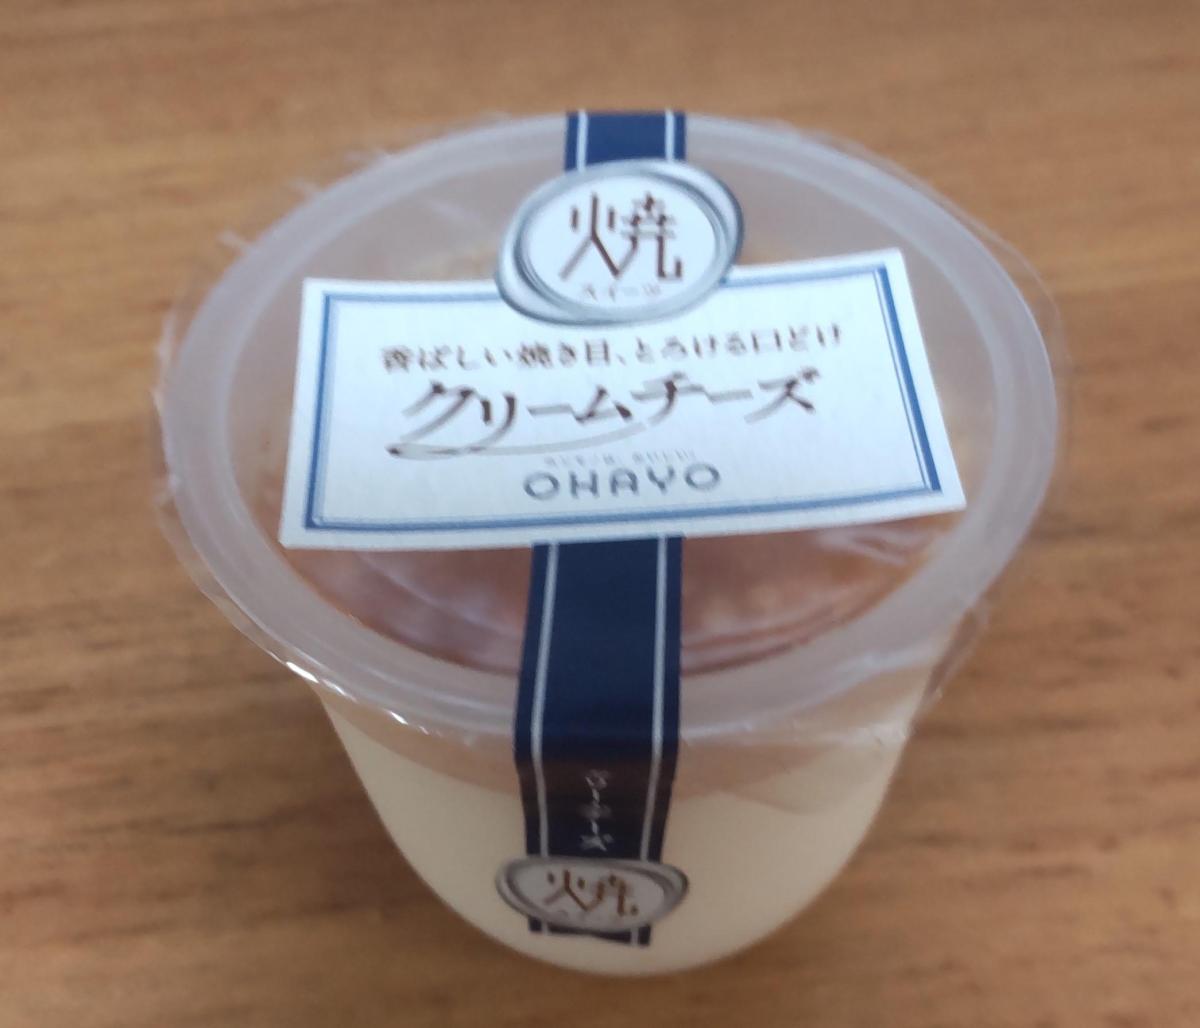 焼
スイーツ
香ばしい焼き目、とろける口どけ
クリームチーズ
OHAYO
焼